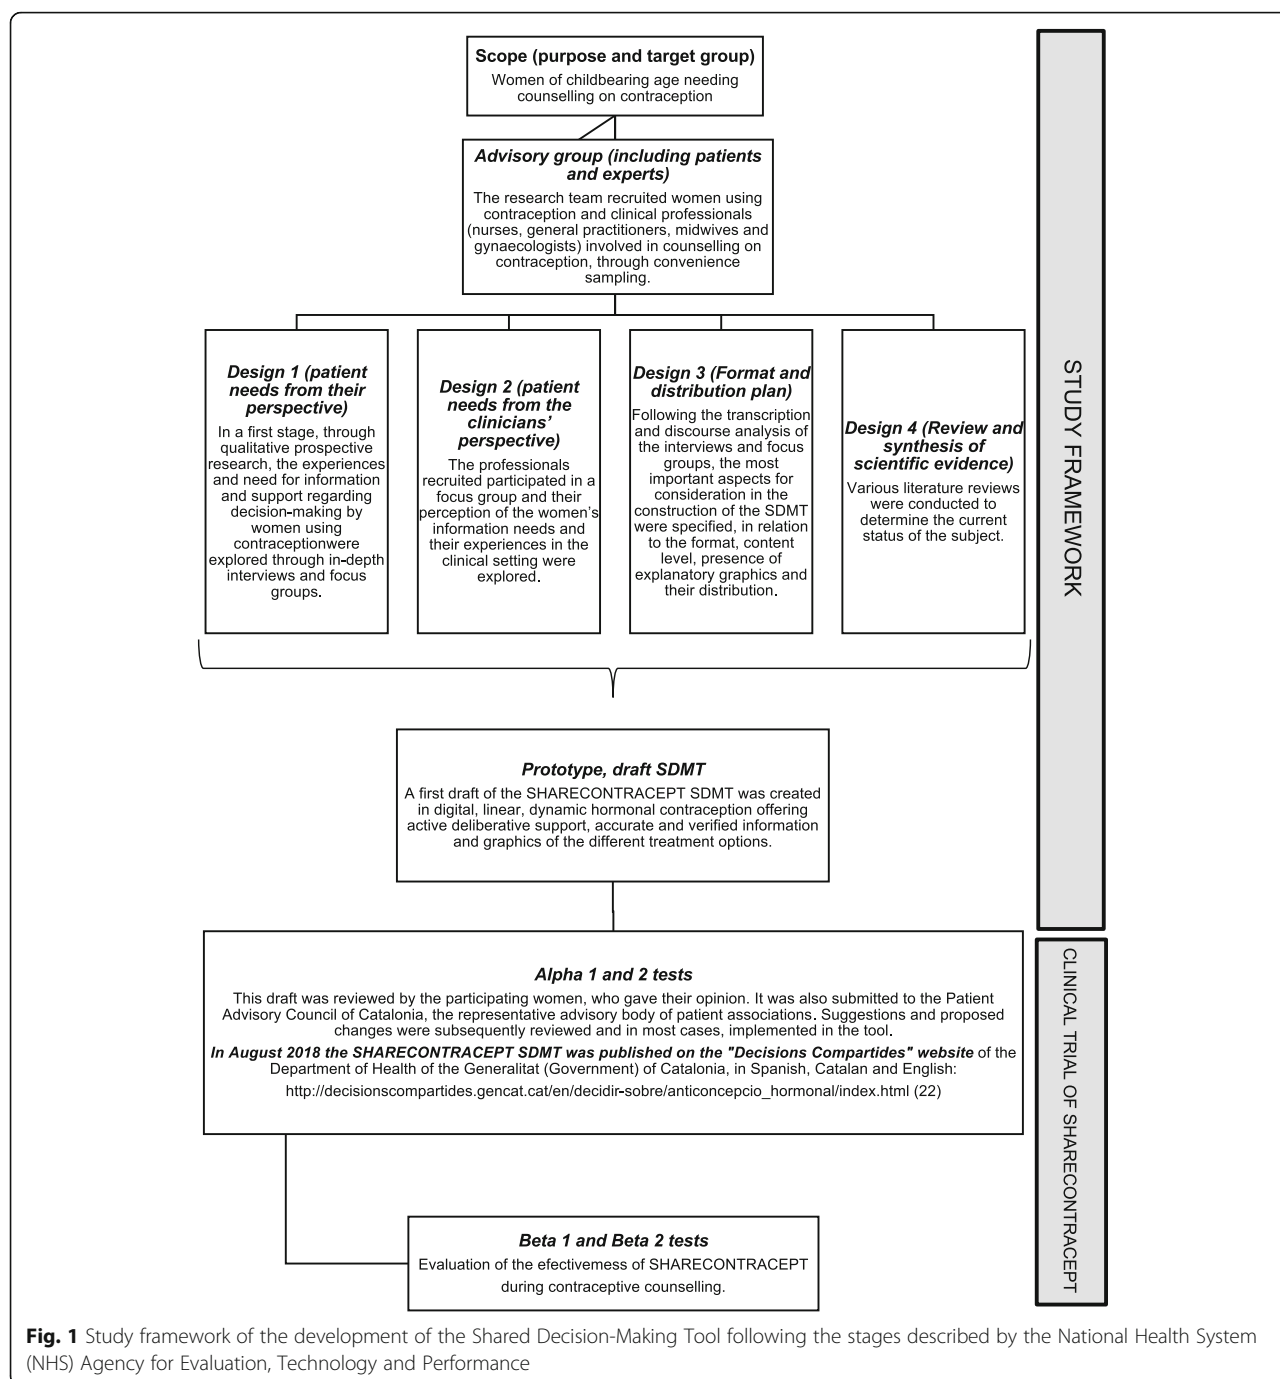 Scope (purpose and target group)
Women of childbearing age needing
counselling on contraception
Advisory group (including patients
and experts)
The research team recruited women using
contraception and clinical professionals
(nurses, general practitioners, midwives and
gynaecologists) involved in counselling on
contraception, through convenience
sampling.
Design 1 (patient
needs from their
perspective)
In a first stage, through
qualitative prospective
research, the experiences
and need for information
and support regarding
decision-making by
women using
contraceptionwere
explored through in-depth
interviews and focus
groups.
Design 2 (patient
needs from the
clinicians'
perspective)
The professionals
recruited participated in a
focus group and their
perception of the women's
information needs and
their experiences in the
clinical setting were
explored.
Design 3 (Format and
distribution plan)
Following the transcription
and discourse analysis of
the interviews and focus
groups, the most
important aspects for
consideration in the
construction of the SDMT
were specified, in relation
to the format, content
level, presence of
explanatory graphics and
their distribution.
Design 4 (Review and
synthesis of
scientific evidence)
Various literature reviews
were conducted to
determine the current
status of the subject.
Prototype, draft SDMT
A first draft of the SHARECONTRACEPT SDMT was created
in digital, linear, dynamic hormonal contraception offering
active deliberative support, accurate and verified information
and graphics of the different treatment options.
STUDY FRAMEWORK
Alpha 1 and 2 tests
This draft was reviewed by the participating women, who gave their opinion. It was also submitted to the Patient
Advisory Council of Catalonia, the representative advisory body of patient associations. Suggestions and proposed
changes were subsequently reviewed and in most cases, implemented in the tool.
In August 2018 the SHARECONTRACEPT SDMT was published on the "Decisions Compartides" website of the
Department of Health of the Generalitat (Government) of Catalonia, in Spanish, Catalan and English:
http://decisionscompartides.gencat.cat/en/decidir-sobre/anticoncepcio_hormonal/index.html (22)
Beta 1 and Beta 2 tests
Evaluation of the efectiveness of SHARECONTRACEPT
during contraceptive counselling.
CLINICAL TRIAL OF SHARECONTRACEPT
Fig. 1 Study framework of the development of the Shared Decision-Making Tool following the stages described by the National Health System
(NHS) Agency for Evaluation, Technology and Performance